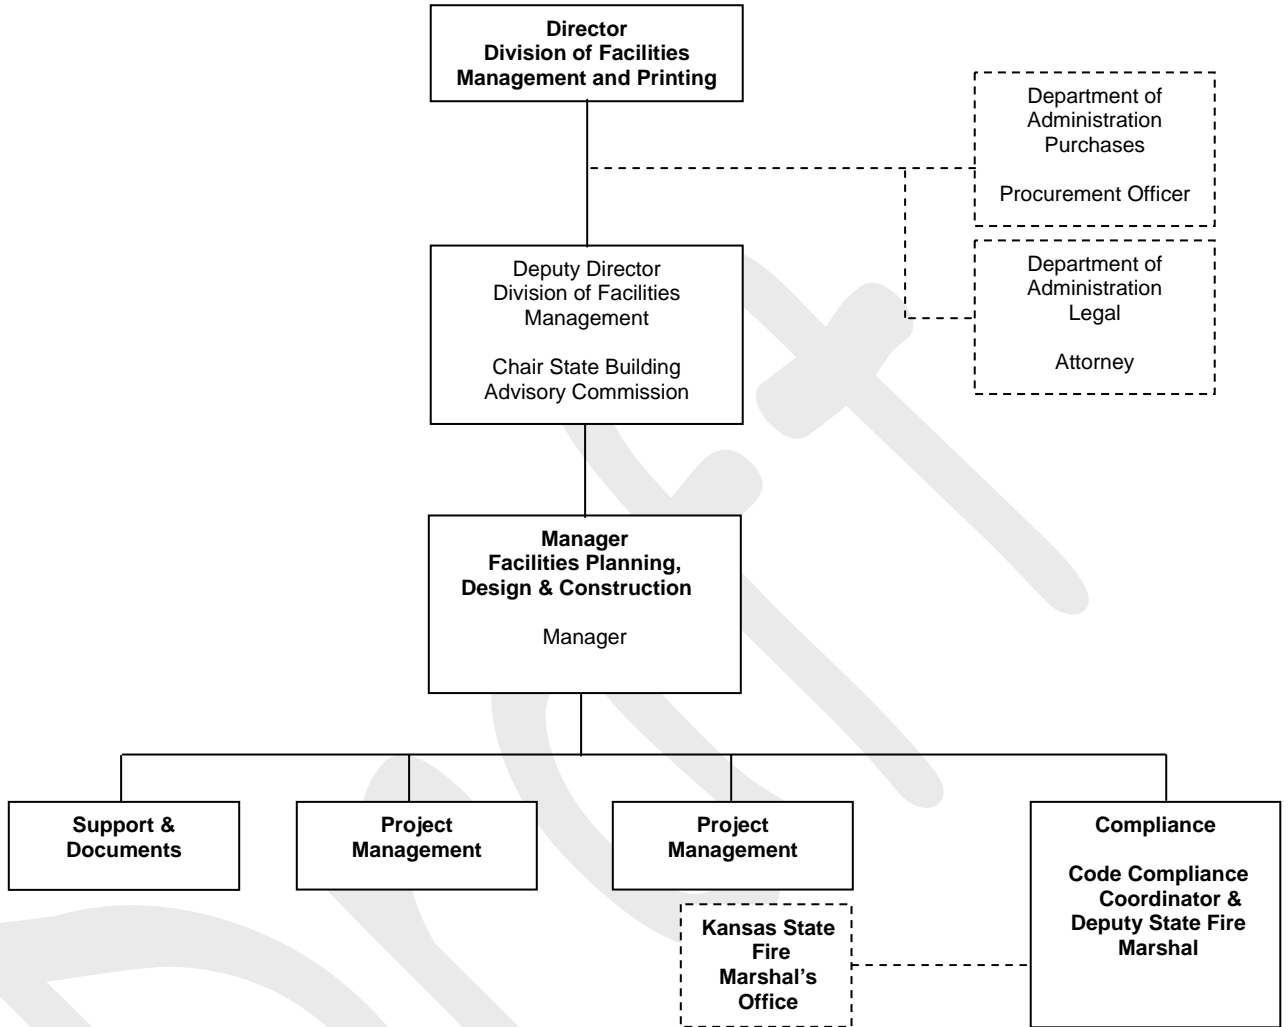 Director
Division of Facilities
Management and Printing
Department of
Administration
Purchases
Procurement Officer
Deputy Director
Division of Facilities
Management
Chair State Building
Advisory Commission
Department of
Administration
Legal
Attorney
Manager
Facilities Planning,
Design & Construction
Manager
Support &
Documents
Project
Management
Project
Management
Compliance
Code Compliance
Coordinator &
Deputy State Fire
Marshal
Kansas State
Fire
Marshal’s
Office
Draft